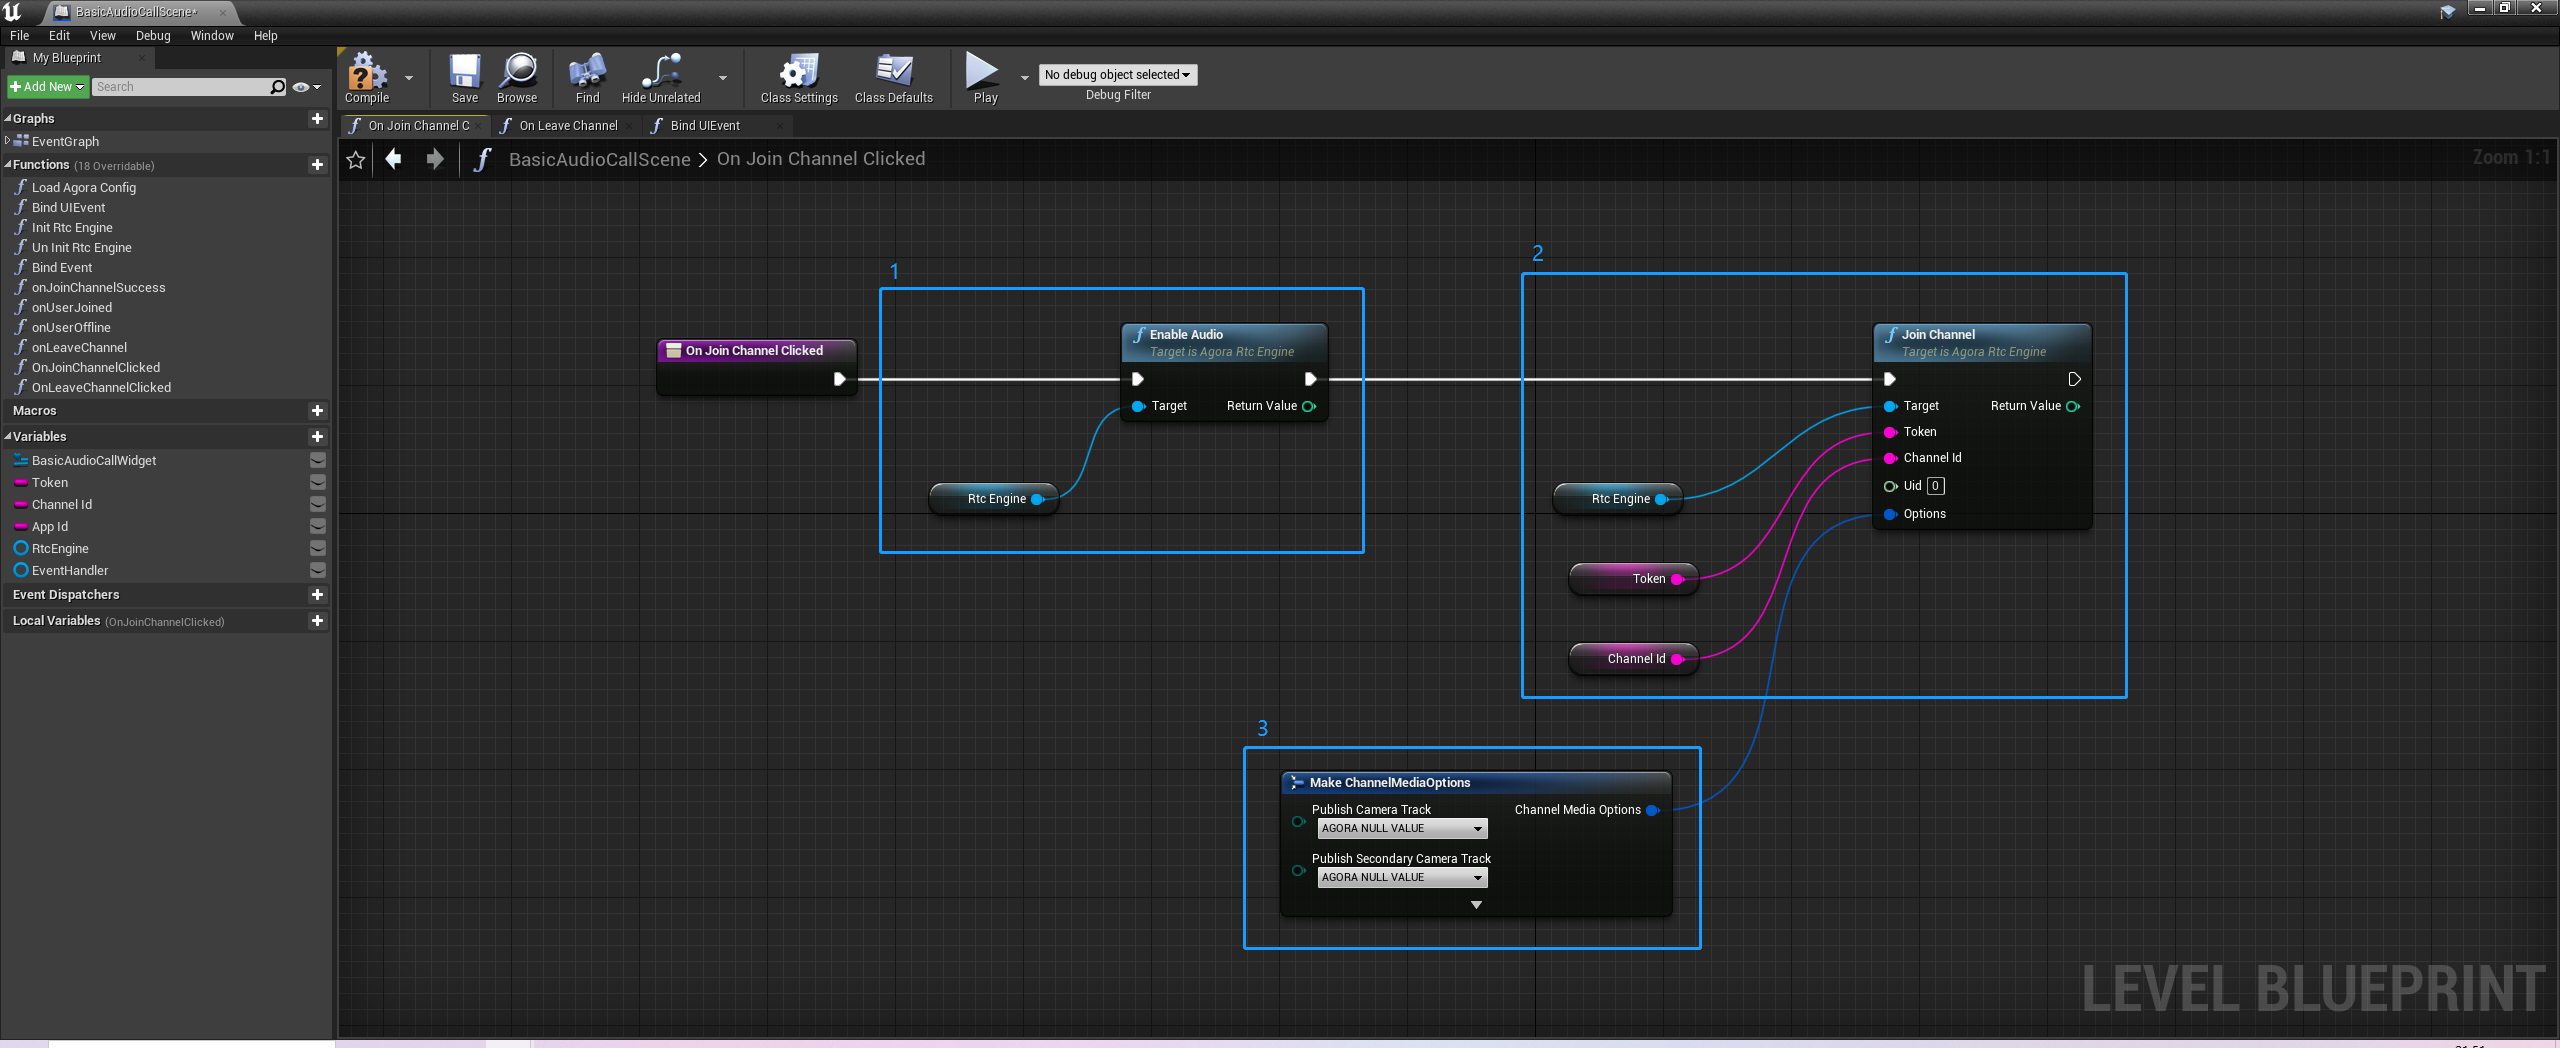 BasicAudioCallScene*
File Edit View Debug Window Help
My Blueprint
Add New
Search
Graphs
EventGraph
Functions (18 Overridable)
Load Agora Config
Bind UIEvent
Init Rtc Engine
Un Init Rtc Engine
Bind Event
onJoinChannelSuccess
onUserJoined
onUserOffline
onLeaveChannel
OnJoinChannelClicked
OnLeaveChannelClicked
Macros
Variables
BasicAudioCallWidget
Token
Channel Id
App Id
RtcEngine
EventHandler
Event Dispatchers
Local Variables (OnJoinChannelClicked)
Compile
Save
Browse
Find
Hide Unrelated
Class Settings
Class Defaults
Play
No debug object selected
Debug Filter
On Join Channel C
On Leave Channel
Bind UIEvent
BasicAudioCallScene > On Join Channel Clicked
Zoom 1:1
On Join Channel Clicked
1
Enable Audio
Target is Agora Rtc Engine
Target Return Value
Rtc Engine
2
Join Channel
Target is Agora Rtc Engine
Target Return Value
Token
Channel Id
Uid 0
Options
Rtc Engine
Token
Channel Id
3
Make ChannelMediaOptions
Publish Camera Track Channel Media Options
AGORA NULL VALUE
Publish Secondary Camera Track
AGORA NULL VALUE
LEVEL BLUEPRINT